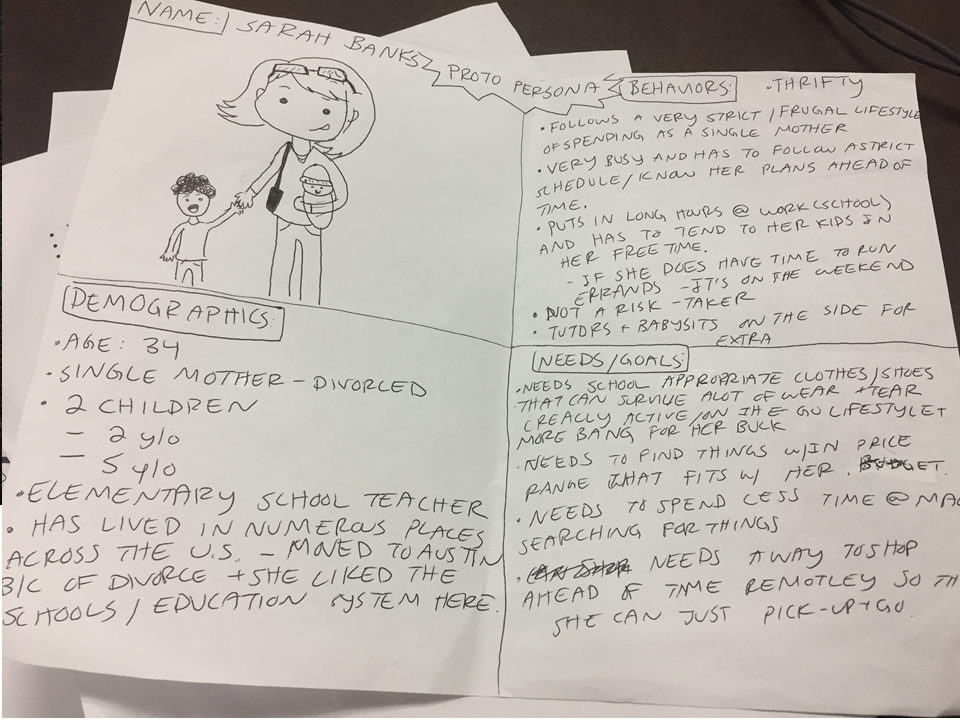 NAME: SARAH BANKS
PROTO PERSONA
BEHAVIORS: • THRIFTY
• FOLLOWS A VERY STRICT / FRUGAL LIFESTYLE
OF SPENDING AS A SINGLE MOTHER
• VERY BUSY AND HAS TO FOLLOW A STRICT
SCHEDULE / KNOW HER PLANS AHEAD OF
TIME.
• PUTS IN LONG HOURS @ WORK (SCHOOL)
AND HAS TO TEND TO HER KIDS IN
HER FREE TIME.
- IF SHE DOES HAVE TIME TO RUN
ERRANDS - IT'S ON THE WEEKEND
• NOT A RISK - TAKER
• TUTORS + BABYSITS ON THE SIDE FOR
EXTRA
DEMOGRAPHICS:
• AGE: 34
• SINGLE MOTHER - DIVORCED
• 2 CHILDREN
- 2 y/o
- 5 y/o
• ELEMENTARY SCHOOL TEACHER
• HAS LIVED IN NUMEROUS PLACES
ACROSS THE U.S. - MOVED TO AUSTIN
B/C OF DIVORCE + SHE LIKED THE
SCHOOLS / EDUCATION SYSTEM HERE.
NEEDS/GOALS:
• NEEDS SCHOOL APPROPRIATE CLOTHES/SHOES
THAT CAN SURVIVE ALOT OF WEAR + TEAR
(REALLY ACTIVE/ON THE GO LIFESTYLE +
MORE BANG FOR HER BUCK
• NEEDS TO FIND THINGS W/IN PRICE
RANGE THAT FITS W/ HER BUDGET.
• NEEDS TO SPEND LESS TIME @
SEARCHING FOR THINGS
• NEEDS A WAY TO SHOP
AHEAD OF TIME REMOTLEY SO
SHE CAN JUST PICK-UP + GO.